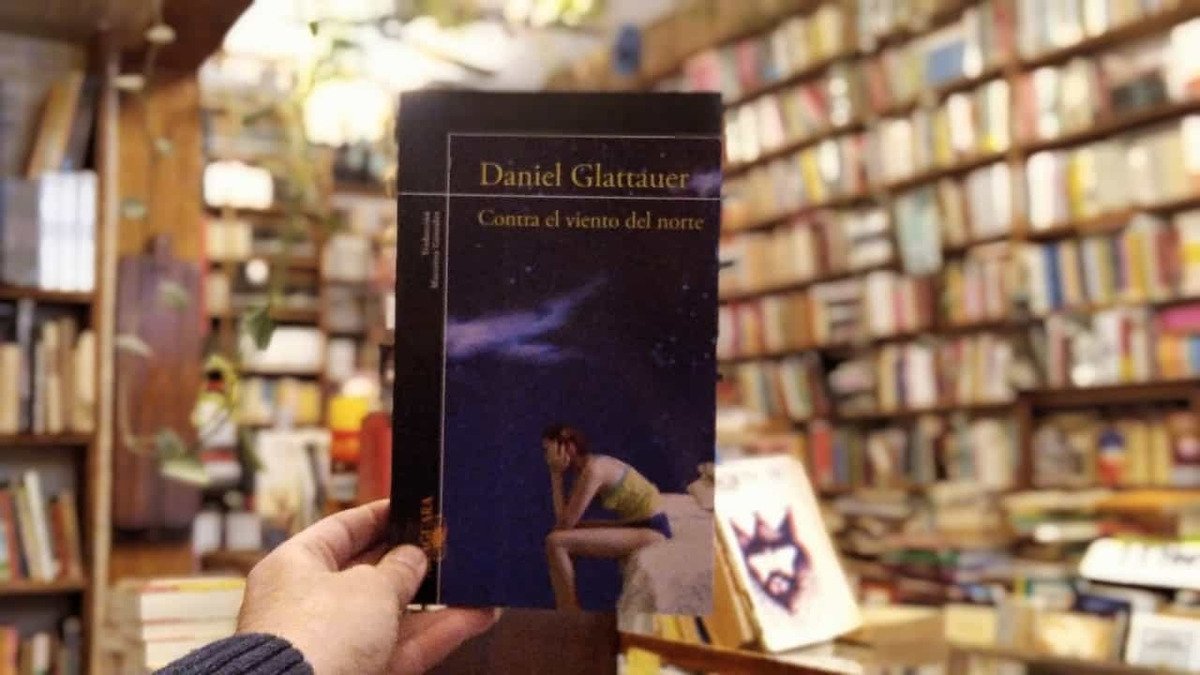 Daniel Glattauer
Contra el viento del norte